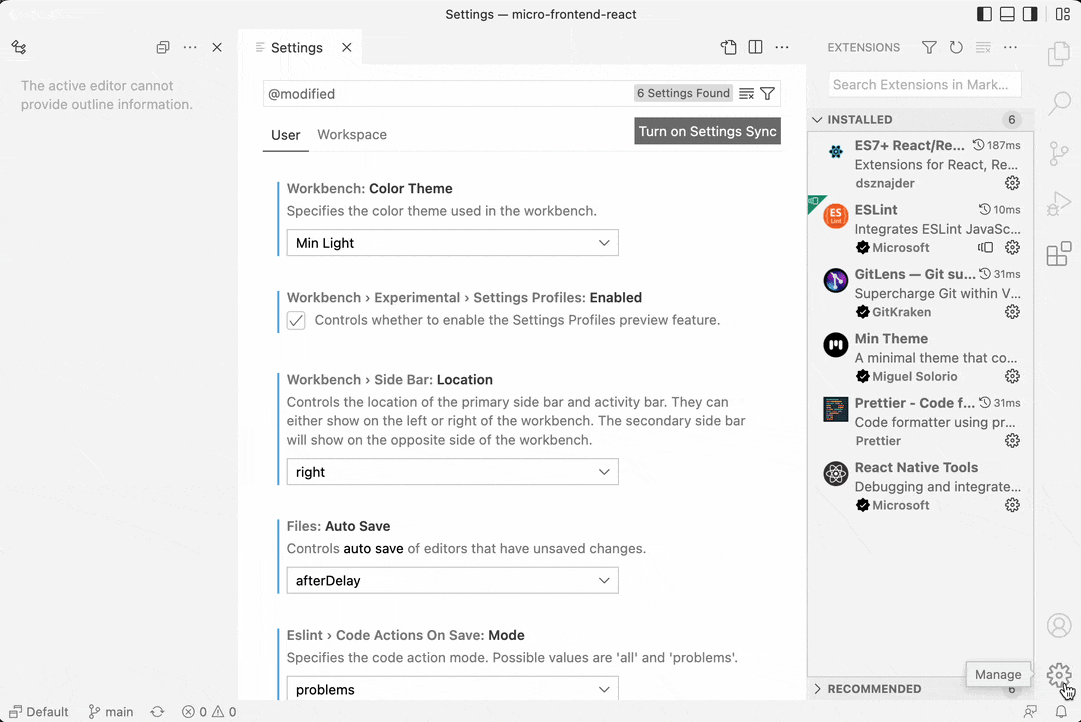 Settings — micro-frontend-react
The active editor cannot
provide outline information.
Settings
@modified
6 Settings Found
User
Workspace
Turn on Settings Sync
Workbench: Color Theme
Specifies the color theme used in the workbench.
Min Light
Workbench › Experimental › Settings Profiles: Enabled
Controls whether to enable the Settings Profiles preview feature.
Workbench › Side Bar: Location
Controls the location of the primary side bar and activity bar. They can
either show on the left or right of the workbench. The secondary side bar
will show on the opposite side of the workbench.
right
Files: Auto Save
Controls auto save of editors that have unsaved changes.
afterDelay
Eslint › Code Actions On Save: Mode
Specifies the code action mode. Possible values are 'all' and 'problems'.
problems
EXTENSIONS
Search Extensions in Mark...
INSTALLED
6
ES7+ React/Re... 187ms
Extensions for React, Re...
dsznajder
ES
Lint
ESLint 10ms
Integrates ESLint JavaSc...
Microsoft
GitLens — Git su... 31ms
Supercharge Git within V...
GitKraken
Min Theme
A minimal theme that co...
Miguel Solorio
Prettier - Code f... 31ms
Code formatter using pr...
Prettier
React Native Tools
Debugging and integrate...
Microsoft
Manage
RECOMMENDED
6
Default
main
0
0